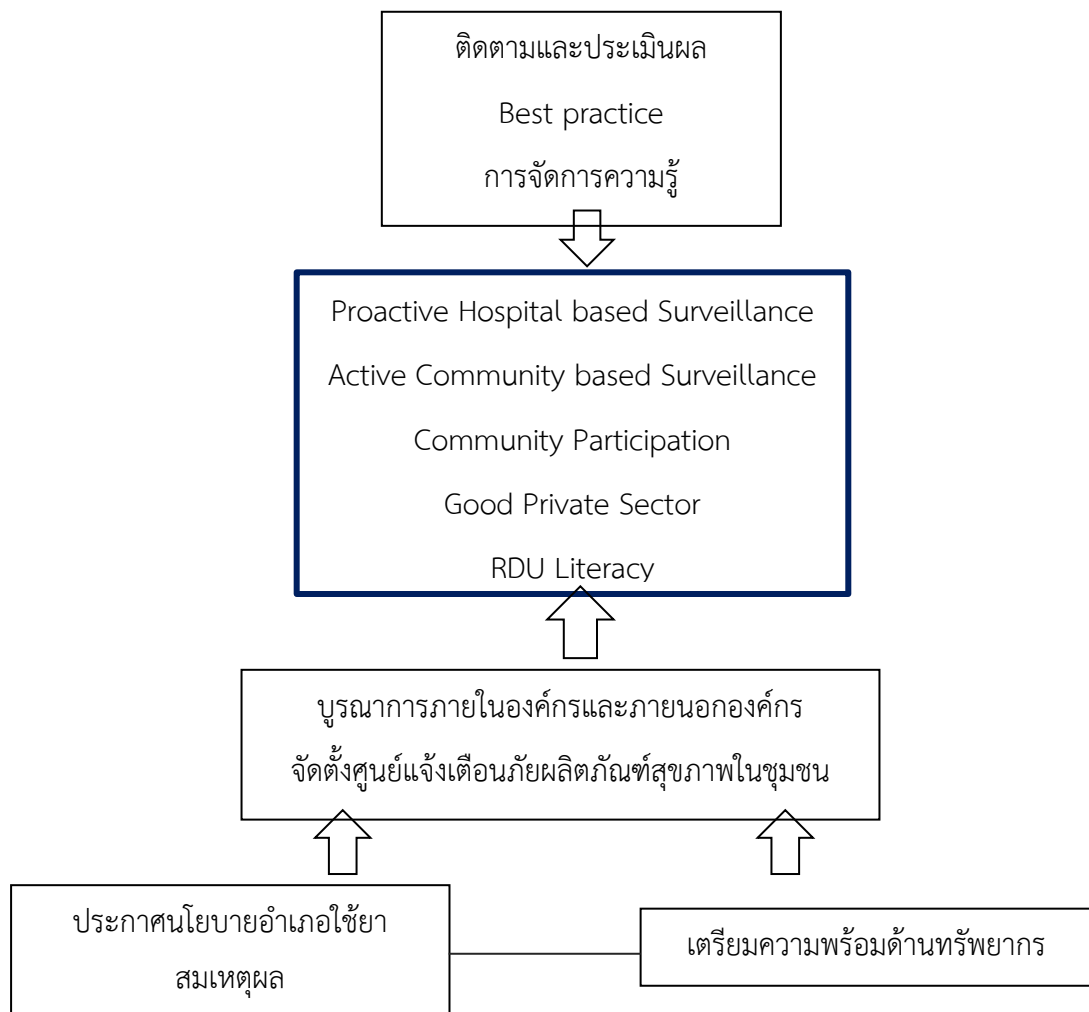 ติดตามและประเมินผล
Best practice
การจัดการความรู้
Proactive Hospital based Surveillance
Active Community based Surveillance
Community Participation
Good Private Sector
RDU Literacy
บูรณาการภายในองค์กรและภายนอกองค์กร
จัดตั้งศูนย์แจ้งเตือนภัยผลิตภัณฑ์สุขภาพในชุมชน
ประกาศนโยบายอำเภอใช้ยา
สมเหตุผล
เตรียมความพร้อมด้านทรัพยากร